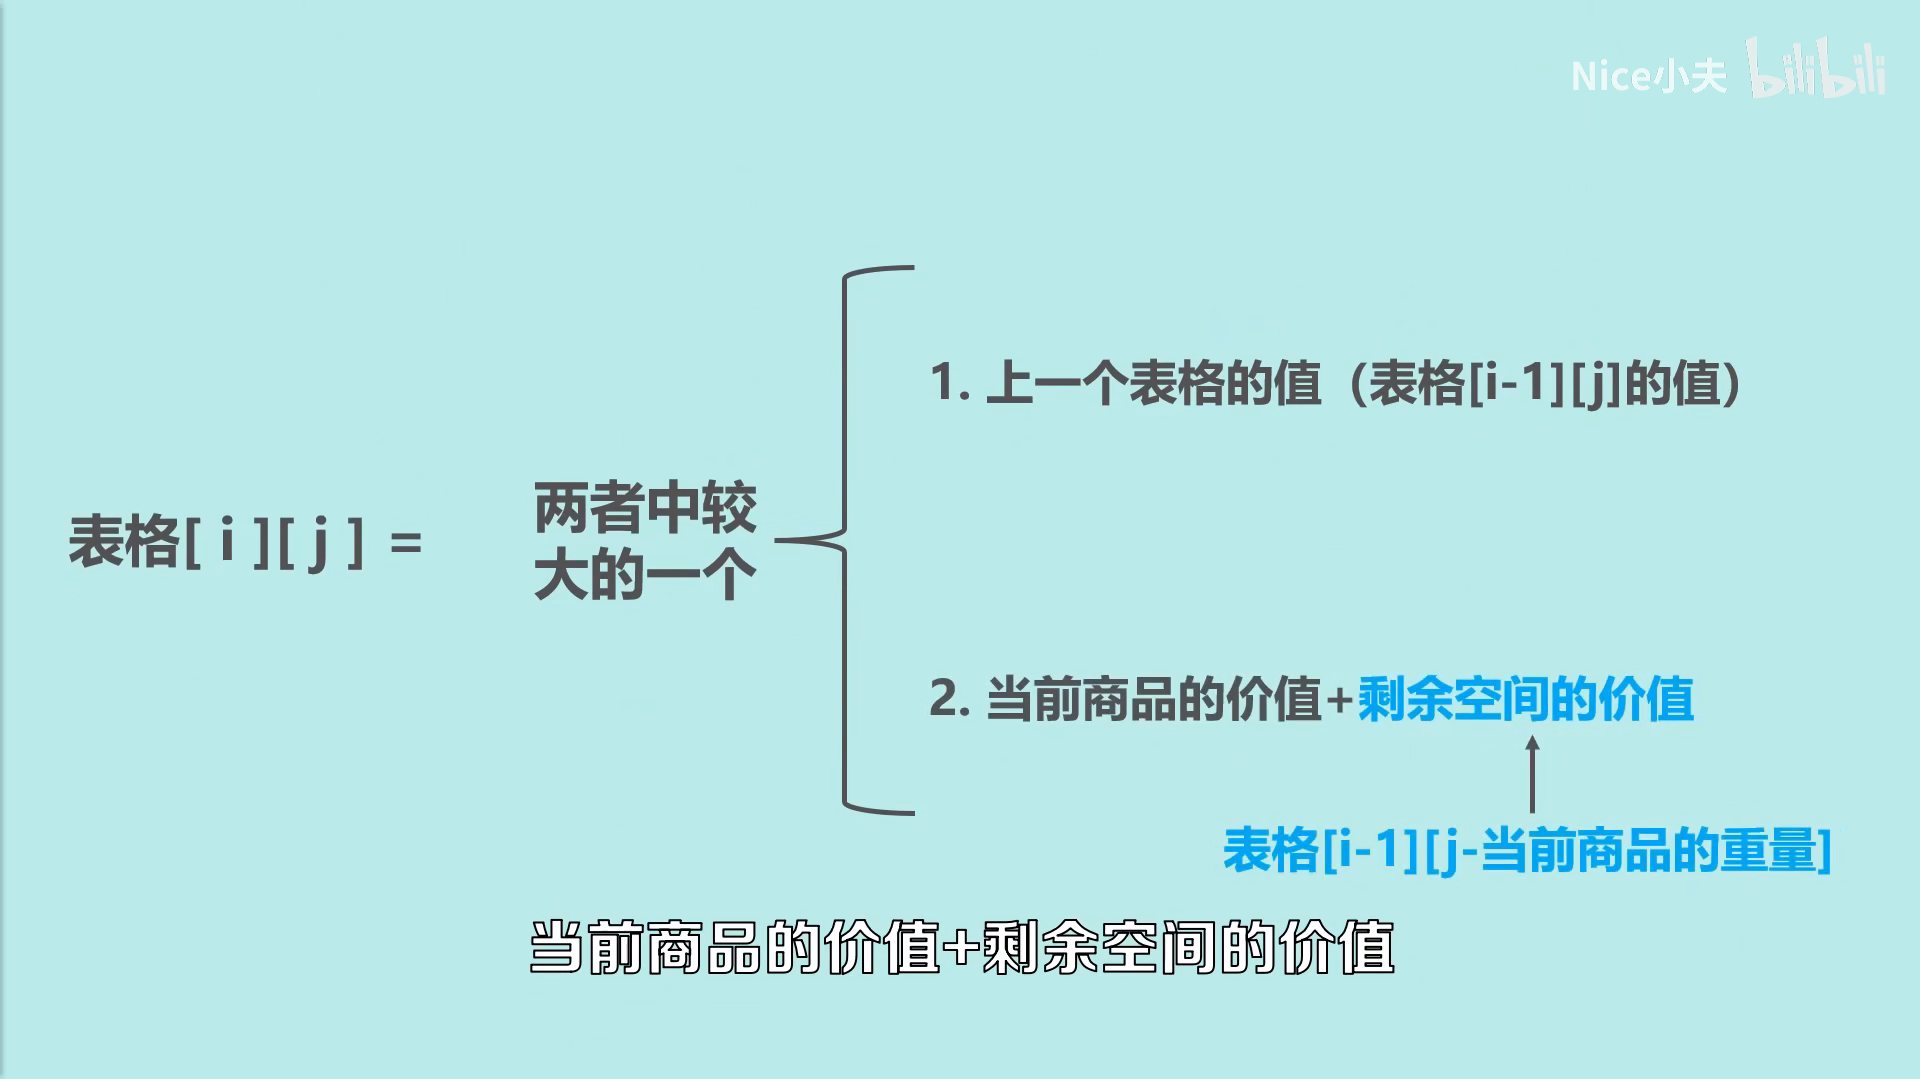 Nice小夫 bilibili
1. 上一个表格的值（表格[i-1][j]的值）
表格[ i ][ j ] =
两者中较
大的一个
2. 当前商品的价值+剩余空间的价值
表格[i-1][j-当前商品的重量]
当前商品的价值+剩余空间的价值